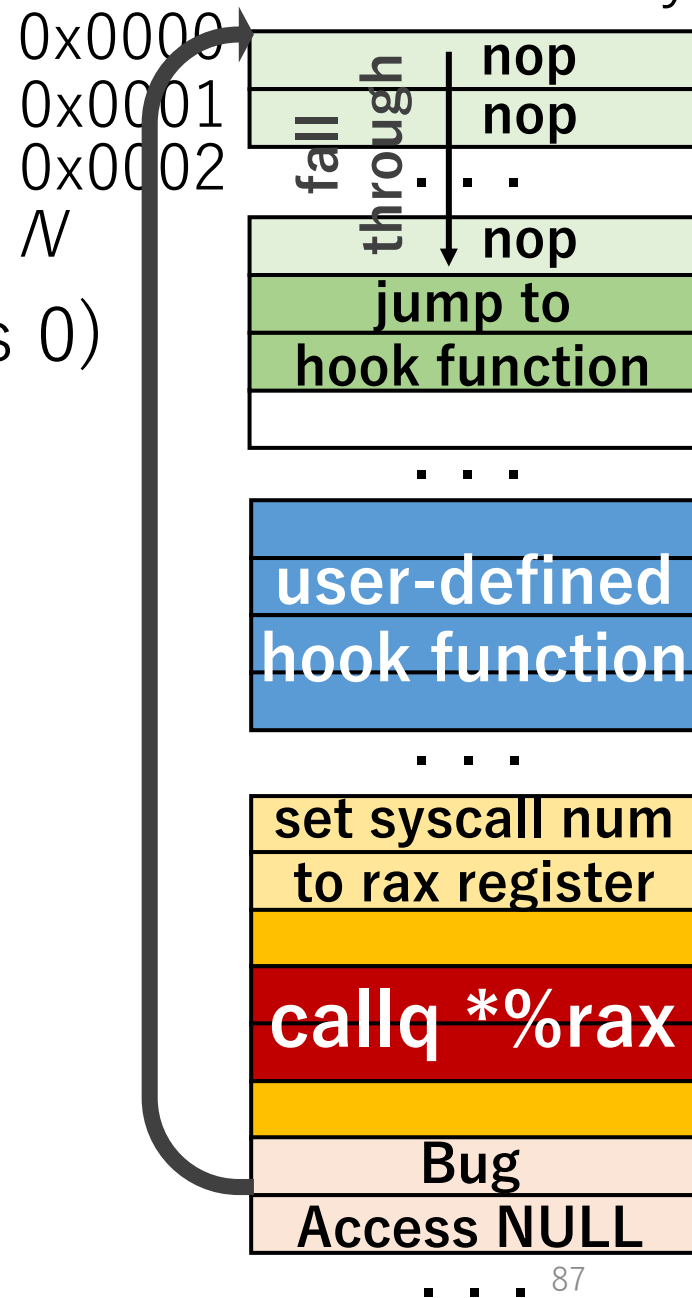 0x0000
nop
0x0001
nop
0x0002
. . .
fall
through
N
nop
s 0)
jump to
hook function
. . .
user-defined
hook function
. . .
set syscall num
to rax register
callq *%rax
Bug
Access NULL
. . .
87